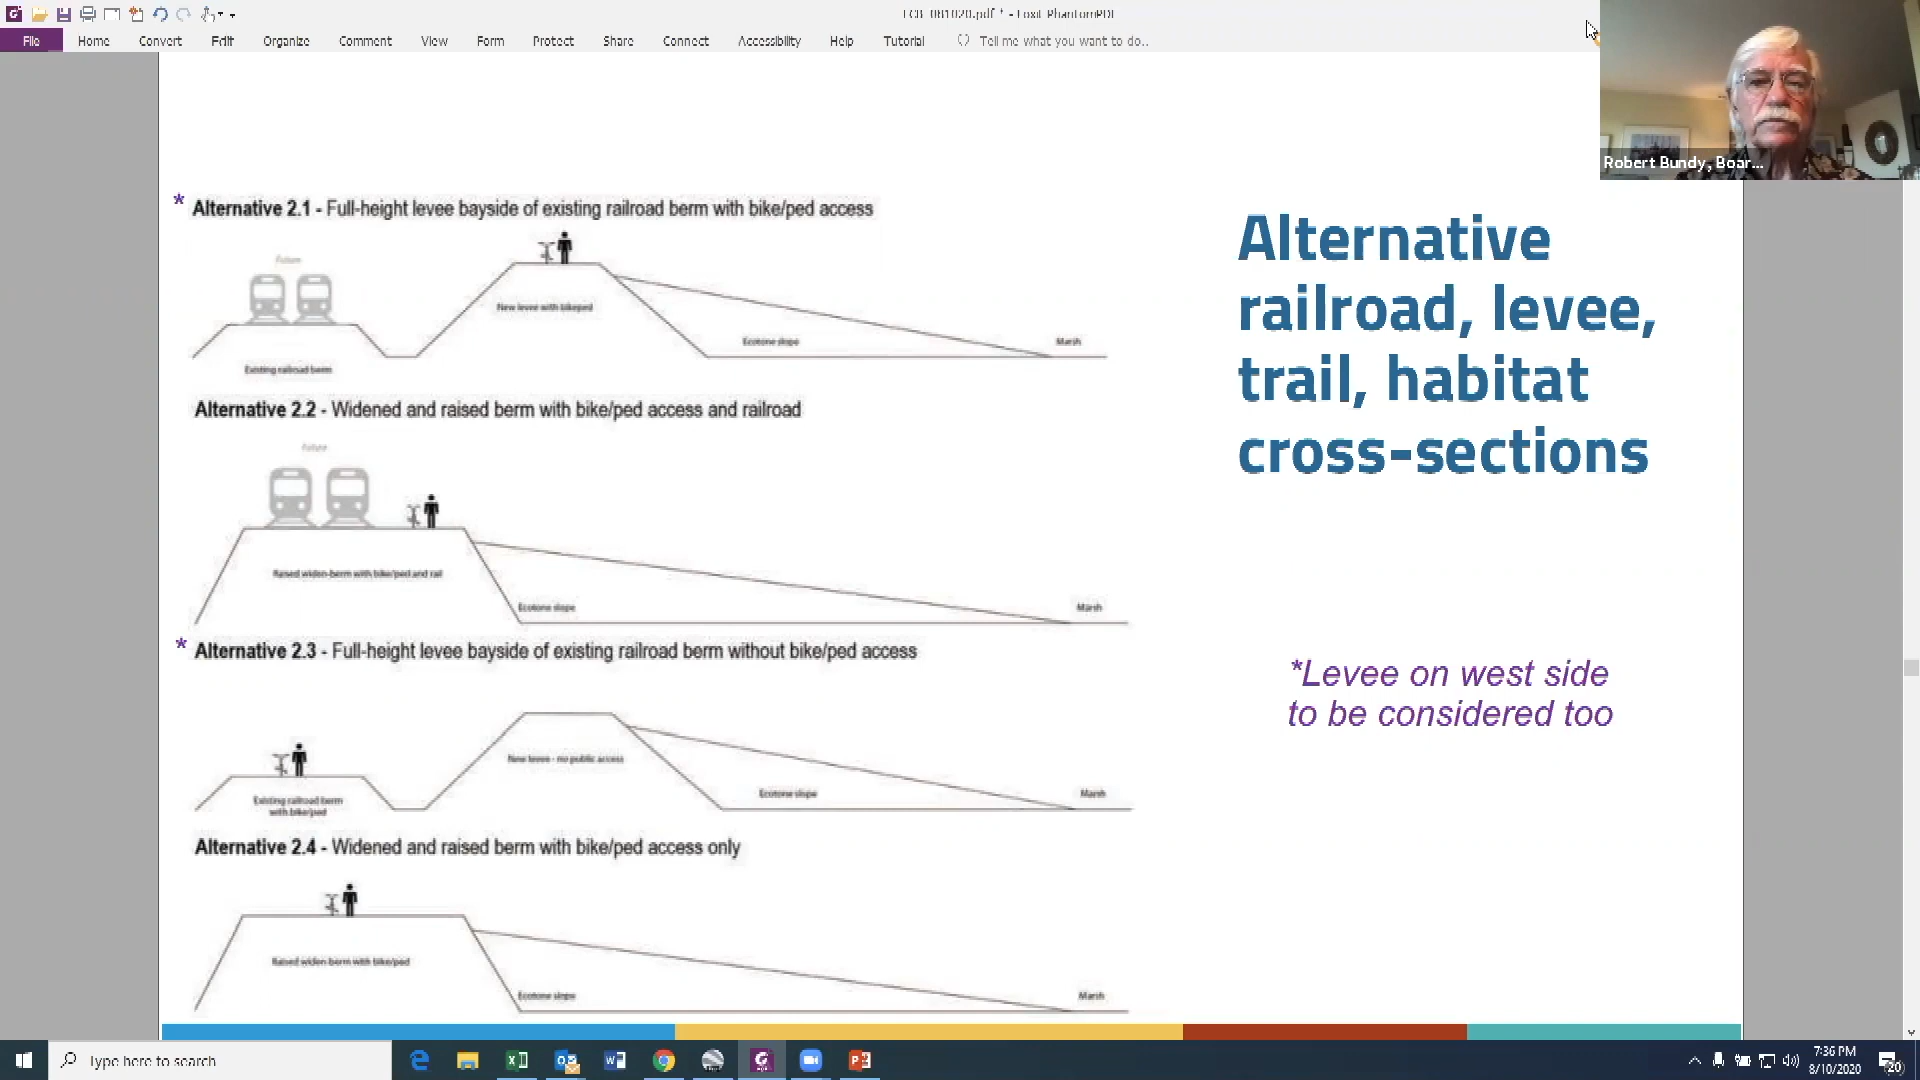 LCB_081020.pdf * - Foxit PhantomPDF
File Home Convert Edit Organize Comment View Form Protect Share Connect Accessibility Help Tutorial Tell me what you want to do..
Robert Bundy, Boar...
* Alternative 2.1 - Full-height levee bayside of existing railroad berm with bike/ped access
Future
New levee with bikeped
Ecotone slope
Marsh
Existing railroad berm
Alternative 2.2 - Widened and raised berm with bike/ped access and railroad
Future
Raised widen-berm with bike/ped and rail
Ecotone slope
Marsh
* Alternative 2.3 - Full-height levee bayside of existing railroad berm without bike/ped access
New levee - no public access
Existing railroad berm
with bike/ped
Ecotone slope
Marsh
Alternative 2.4 - Widened and raised berm with bike/ped access only
Raised widen-berm with bike/ped
Ecotone slope
Marsh
Alternative
railroad, levee,
trail, habitat
cross-sections
*Levee on west side
to be considered too
Type here to search
7:36 PM
8/10/2020
20